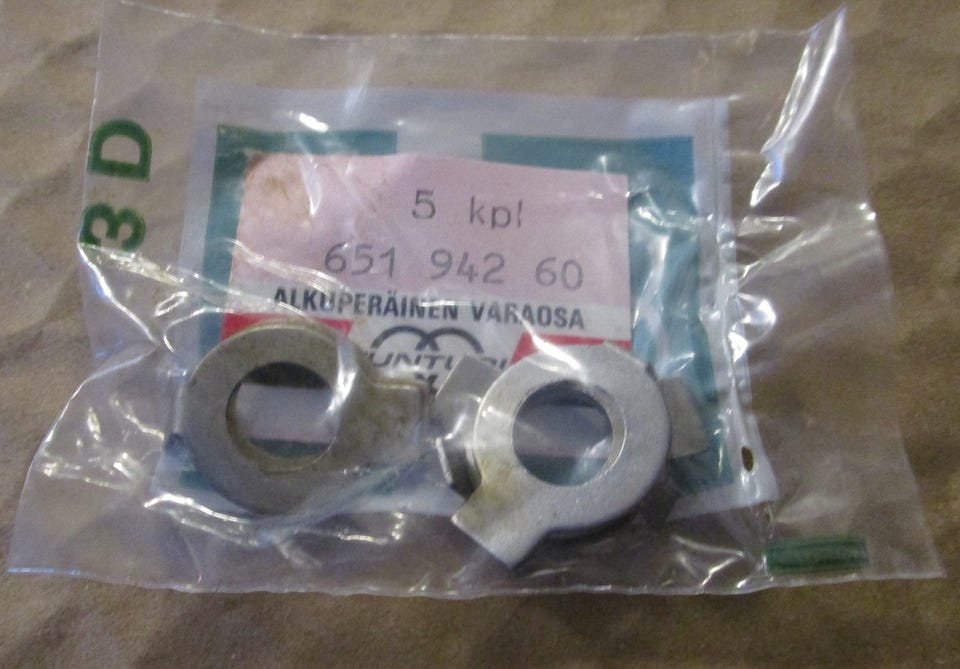 3 D
5 kpl
651 942 60
ALKUPERÄINEN VARAOSA